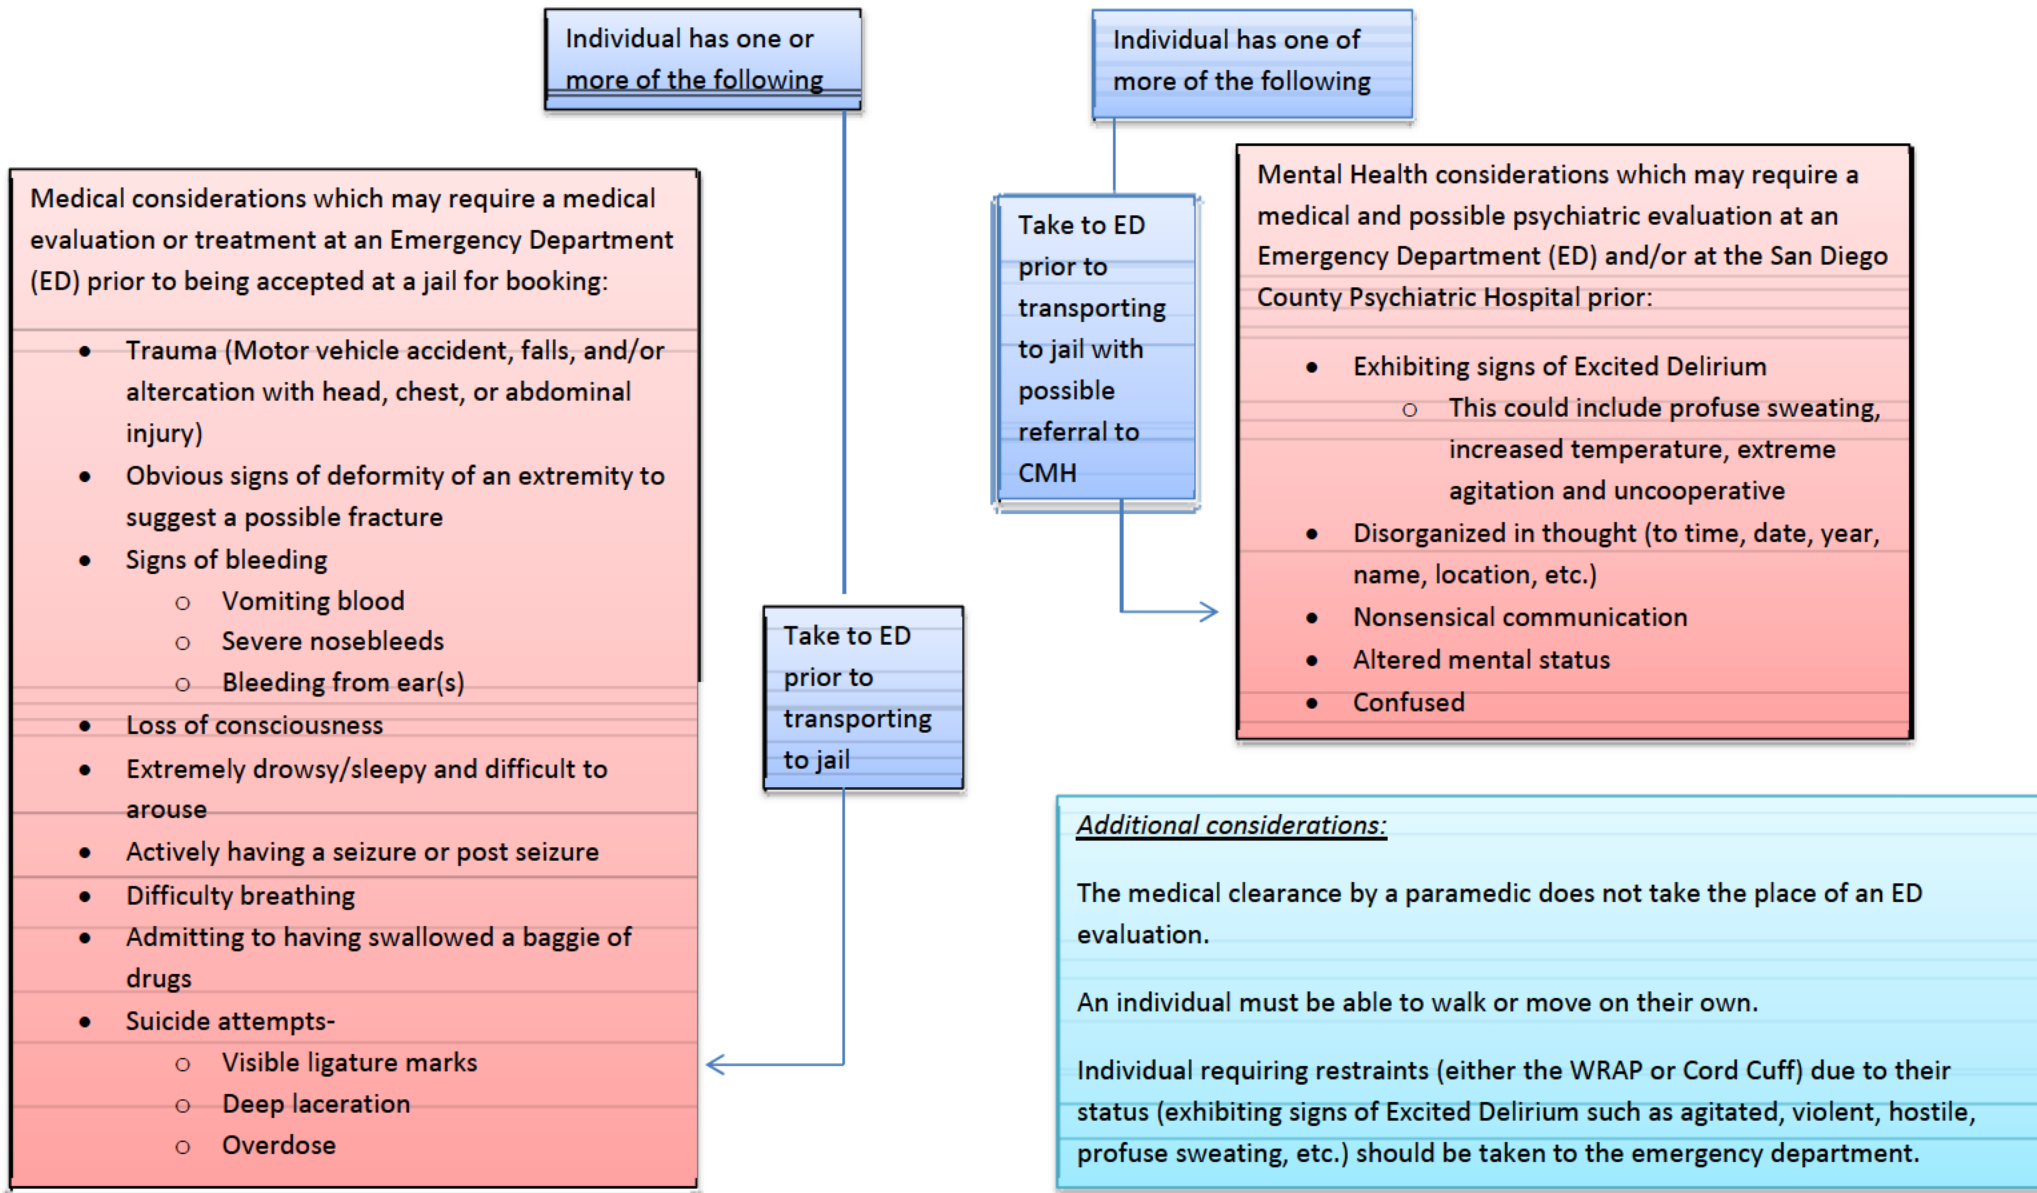 Individual has one or
more of the following
Medical considerations which may require a medical
evaluation or treatment at an Emergency Department
(ED) prior to being accepted at a jail for booking:
• Trauma (Motor vehicle accident, falls, and/or
altercation with head, chest, or abdominal
injury)
• Obvious signs of deformity of an extremity to
suggest a possible fracture
• Signs of bleeding
o Vomiting blood
o Severe nosebleeds
o Bleeding from ear(s)
• Loss of consciousness
• Extremely drowsy/sleepy and difficult to
arouse
• Actively having a seizure or post seizure
• Difficulty breathing
• Admitting to having swallowed a baggie of
drugs
• Suicide attempts-
o Visible ligature marks
o Deep laceration
o Overdose
Take to ED
prior to
transporting
to jail
Individual has one of
more of the following
Take to ED
prior to
transporting
to jail with
possible
referral to
CMH
Mental Health considerations which may require a
medical and possible psychiatric evaluation at an
Emergency Department (ED) and/or at the San Diego
County Psychiatric Hospital prior:
• Exhibiting signs of Excited Delirium
o This could include profuse sweating,
increased temperature, extreme
agitation and uncooperative
• Disorganized in thought (to time, date, year,
name, location, etc.)
• Nonsensical communication
• Altered mental status
• Confused
Additional considerations:
The medical clearance by a paramedic does not take the place of an ED
evaluation.
An individual must be able to walk or move on their own.
Individual requiring restraints (either the WRAP or Cord Cuff) due to their
status (exhibiting signs of Excited Delirium such as agitated, violent, hostile,
profuse sweating, etc.) should be taken to the emergency department.